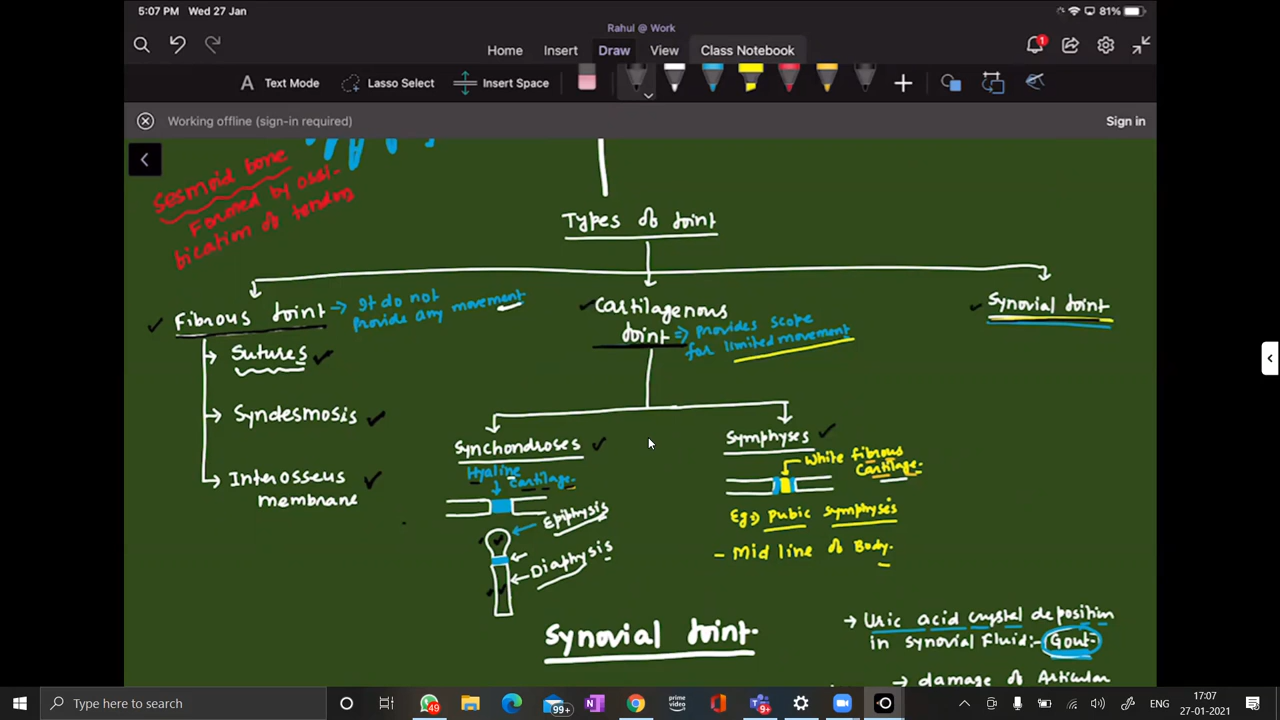 5:07 PM Wed 27 Jan
81%
Rahul @ Work
Home Insert Draw View Class Notebook
1
Text Mode Lasso Select Insert Space
Working offline (sign-in required)
Sign in
Sesmoid bone
Formed by ossi-
fication of tendons
Types of Joint
Fibrous Joint → It do not
provide any movement
Cartilagenous
Joint ⇒ provides scope
for limited movement
Synovial Joint
→ Sutures
→ Syndesmosis
→ Interosseus
membrane
Synchondroses
Hyaline
Cartilage.
Epiphysis
Diaphysis
Symphyses
White fibrous
Cartilage.
Eg⇒ Pubic Symphyses
- Mid line of Body.
Synovial Joint.
→ Uric acid crystel deposition
in Synovial Fluid:- Gout
→ damage of Articular
Type here to search
49
99+
9+
ENG
17:07
27-01-2021